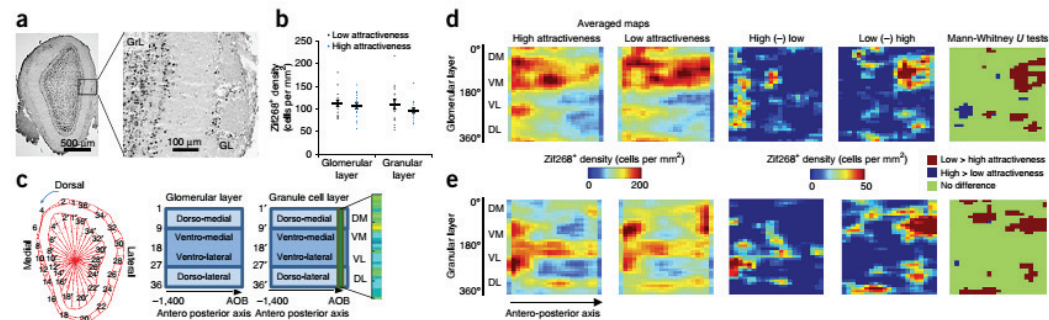 a
GrL
GL
500 µm
100 µm
b
Low attractiveness
High attractiveness
Zif268+ density
(cells per mm2)
250
200
150
100
50
0
Glomerular
layer
Granular
layer
c
Dorsal
Medial
Lateral
Glomerular layer
Granule cell layer
1
9
18
27
36
Dorso-medial
Ventro-medial
Ventro-lateral
Dorso-lateral
1′
9′
18′
27′
36′
Dorso-medial
Ventro-medial
Ventro-lateral
Dorso-lateral
DM
VM
VL
DL
–1,400
AOB
–1,400
AOB
Antero posterior axis
Antero posterior axis
d
Averaged maps
High attractiveness
Low attractiveness
High (–) low
Low (–) high
Mann-Whitney U tests
Glomerular layer
0°
180°
360°
DM
VM
VL
DL
Zif268+ density (cells per mm2)
0
200
Zif268+ density (cells per mm2)
0
50
Low > high attractiveness
High > low attractiveness
No difference
e
Granular layer
0°
180°
360°
DM
VM
VL
DL
Antero-posterior axis